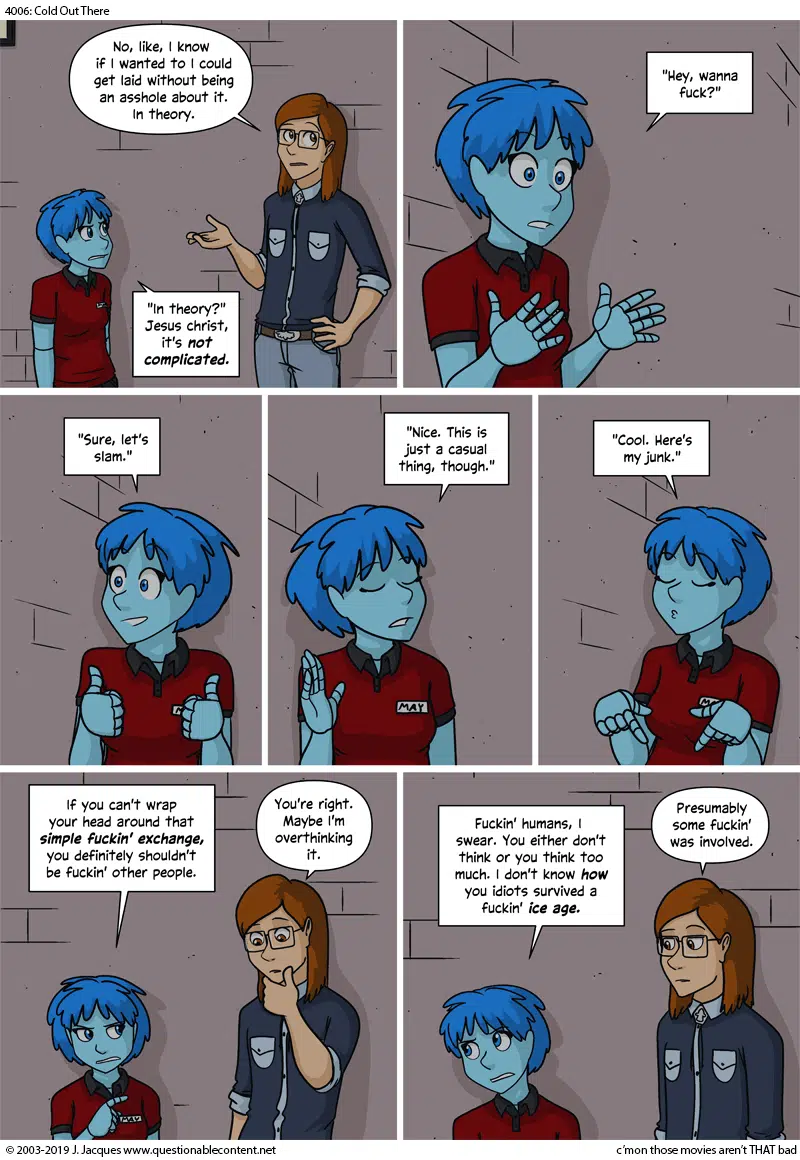 4006: Cold Out There
No, like, I know
if I wanted to I could
get laid without being
an asshole about it.
In theory.
"In theory?"
Jesus christ,
it's not
complicated.
"Hey, wanna
fuck?"
"Sure, let's
slam."
"Nice. This is
just a casual
thing, though."
MAY
"Cool. Here's
my junk."
If you can't wrap
your head around that
simple fuckin' exchange,
you definitely shouldn't
be fuckin' other people.
You're right.
Maybe I'm
overthinking
it.
MAY
Fuckin' humans, I
swear. You either don't
think or you think too
much. I don't know how
you idiots survived a
fuckin' ice age.
Presumably
some fuckin'
was involved.
© 2003-2019 J. Jacques www.questionablecontent.net
c'mon those movies aren't THAT bad